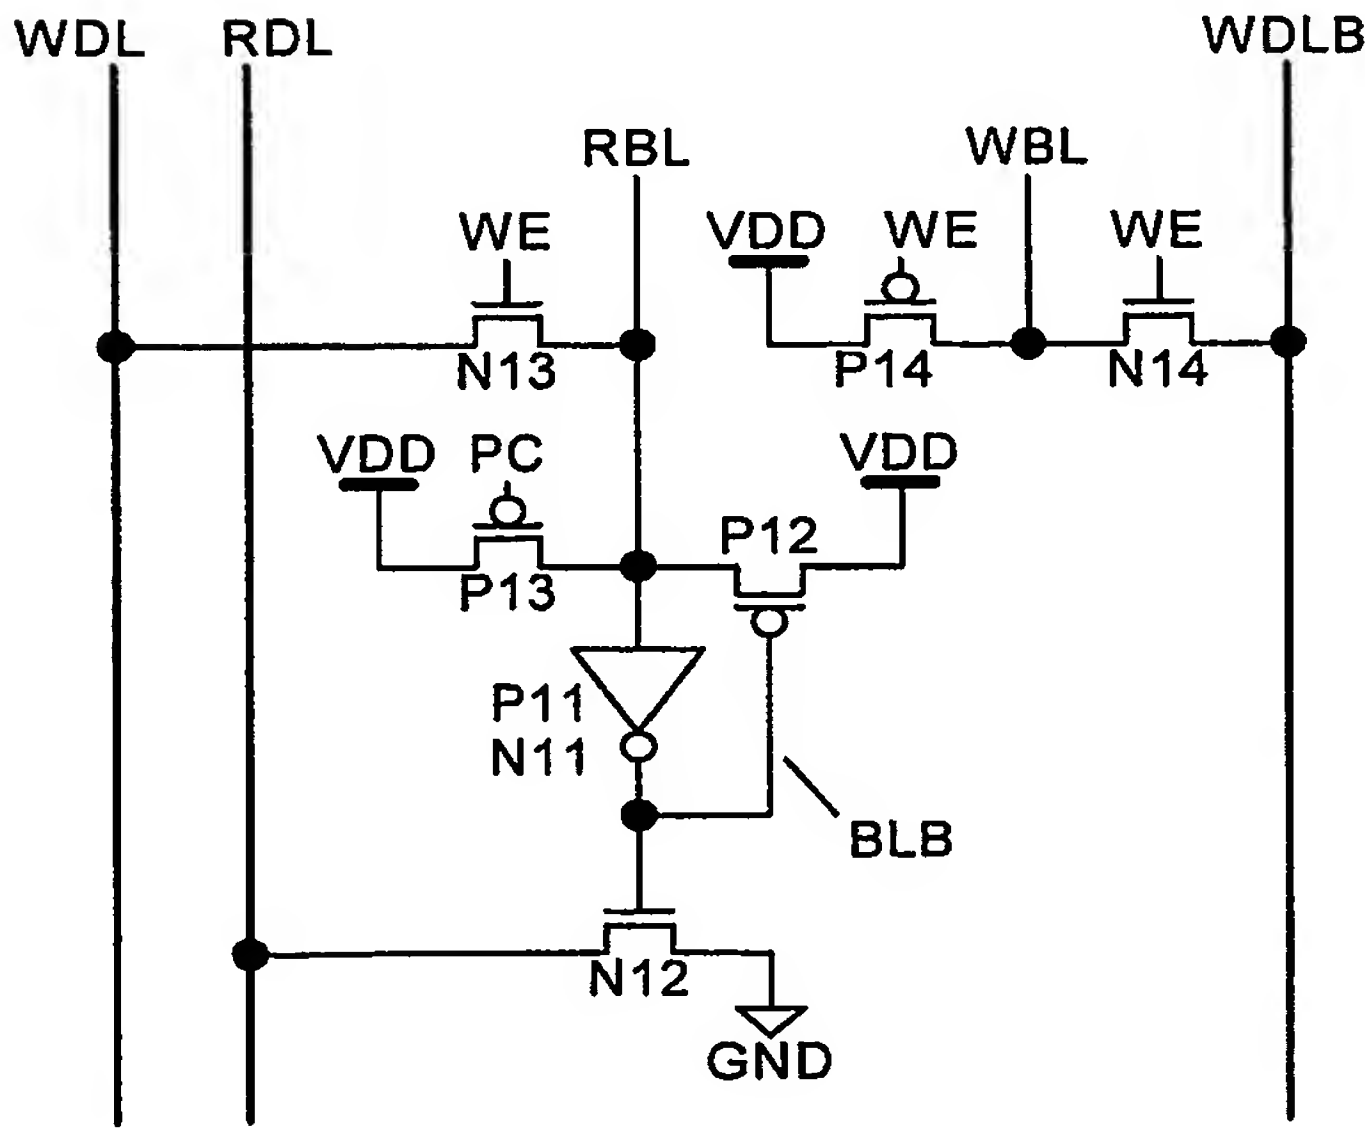 WDL RDL WDLB
RBL WBL
WE VDD WE WE
N13 P14 N14
VDD PC VDD
P12
P13
P11
N11
BLB
N12
GND